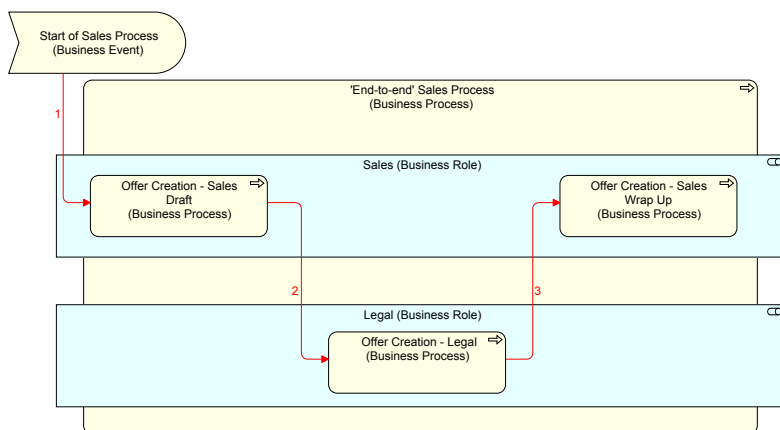 Start of Sales Process
(Business Event)
'End-to-end' Sales Process
(Business Process)
1
Sales (Business Role)
Offer Creation - Sales
Draft
(Business Process)
Offer Creation - Sales
Wrap Up
(Business Process)
2
3
Legal (Business Role)
Offer Creation - Legal
(Business Process)